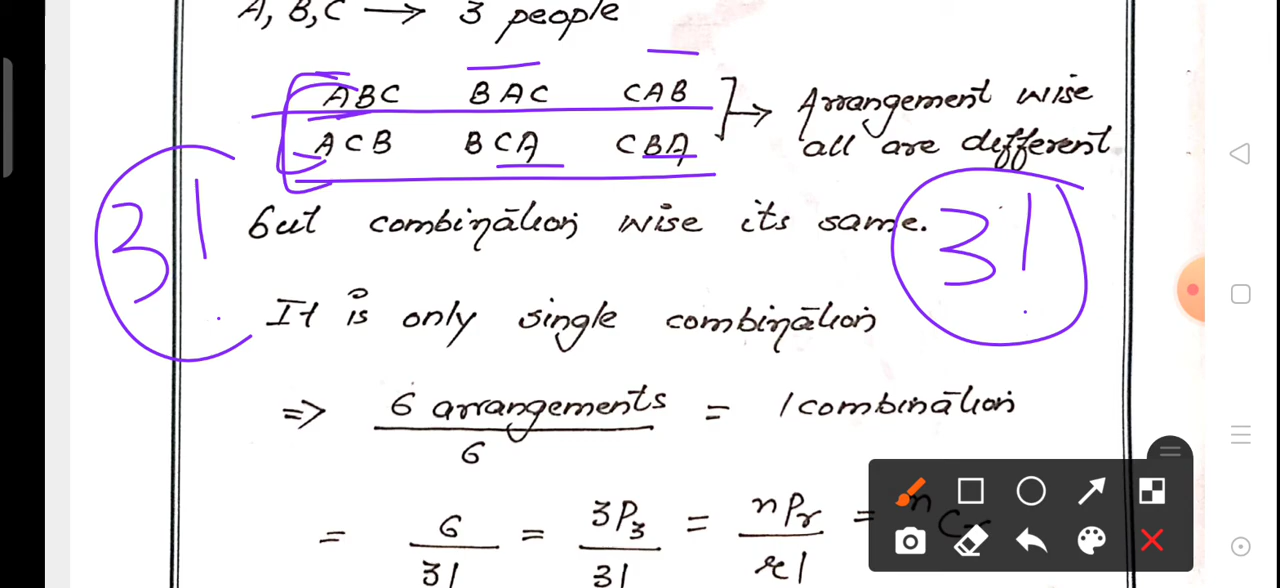 A, B, C → 3 people
ABC BAC CAB
ACB BCA CBA
→ Arrangement wise
all are different
3! but combination wise its same. 3!
It is only single combination
=> 6 arrangements / 6 = 1 combination
= 6/3! = 3P3/3! = nPr/r! = nC